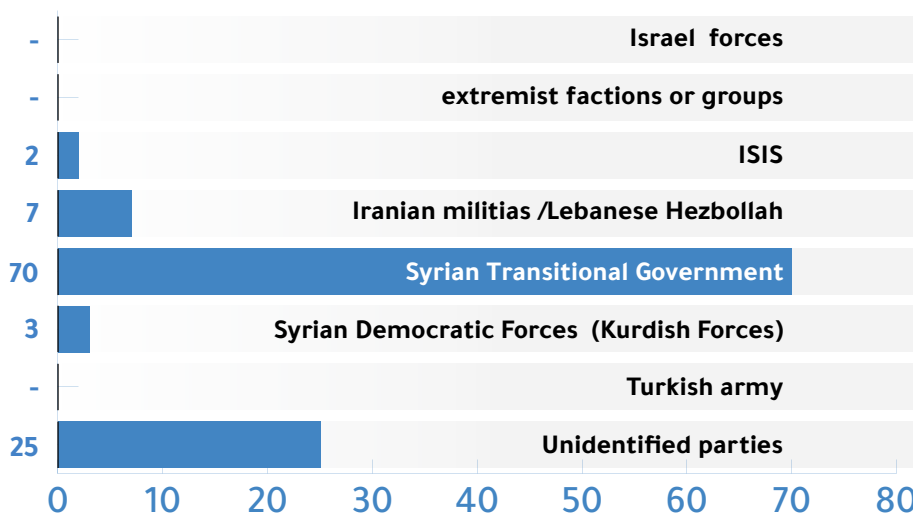 - Israel  forces
- extremist factions or groups
2 ISIS
7 Iranian militias /Lebanese Hezbollah
70 Syrian Transitional Government
3 Syrian Democratic Forces  (Kurdish Forces)
- Turkish army
25 Unidentified parties
0 10 20 30 40 50 60 70 80